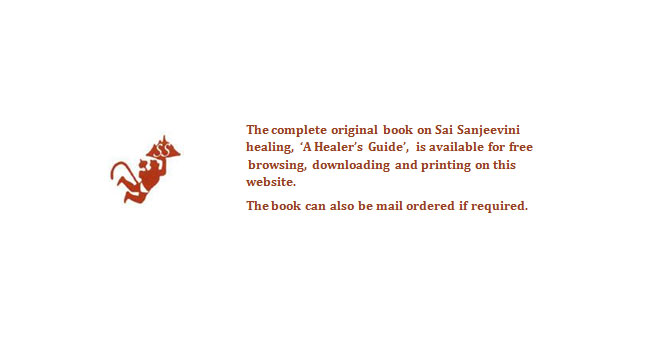 The complete original book on Sai Sanjeevini
healing, ‘A Healer’s Guide’, is available for free
browsing, downloading and printing on this
website.
The book can also be mail ordered if required.